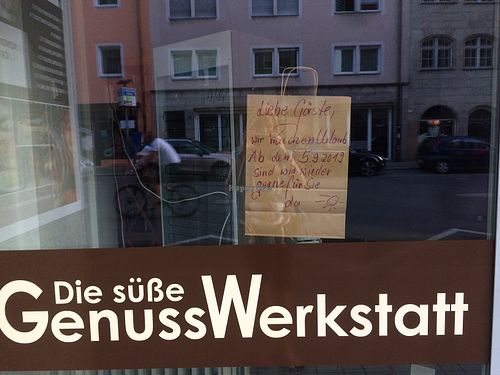 Liebe Gäste,
wir machen Urlaub
Ab dem 5.9.2019
sind wir wieder
gerne für Sie
da
Die süße
GenussWerkstatt